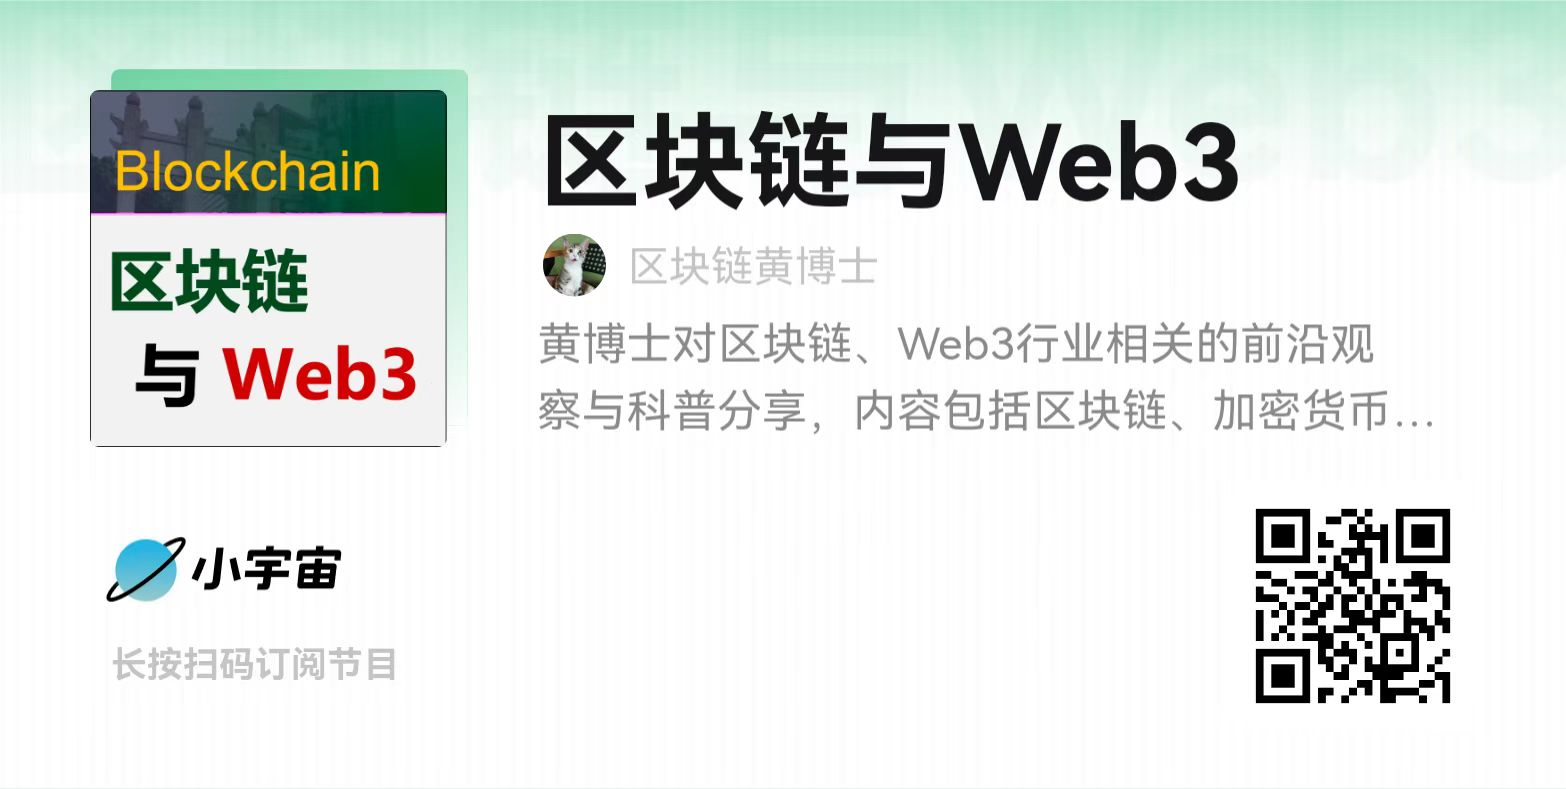 Blockchain
区块链
与 Web3
区块链与Web3
区块链黄博士
黄博士对区块链、Web3行业相关的前沿观
察与科普分享，内容包括区块链、加密货币...
小宇宙
长按扫码订阅节目